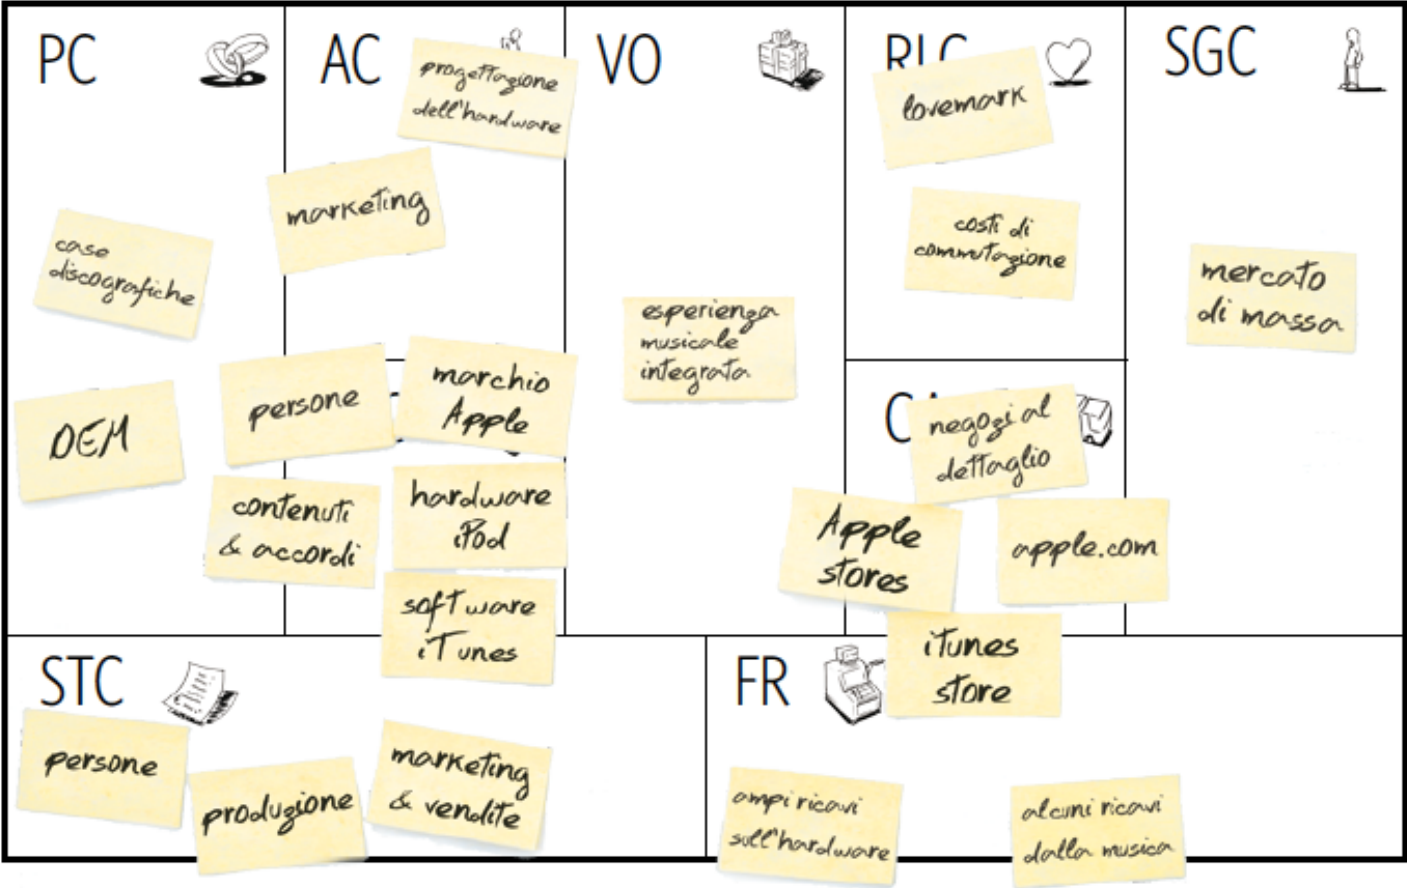 PC
case
discografiche
OEM
AC
progettazione
dell'hardware
marketing
persone
marchio
Apple
contenuti
& accordi
hardware
iPod
software
iTunes
VO
esperienza
musicale
integrata
RLC
lovemark
costi di
commutazione
CA
negozi al
dettaglio
Apple
stores
apple.com
iTunes
store
SGC
mercato
di massa
STC
persone
produzione
marketing
& vendite
FR
ampi ricavi
sull'hardware
alcuni ricavi
dalla musica